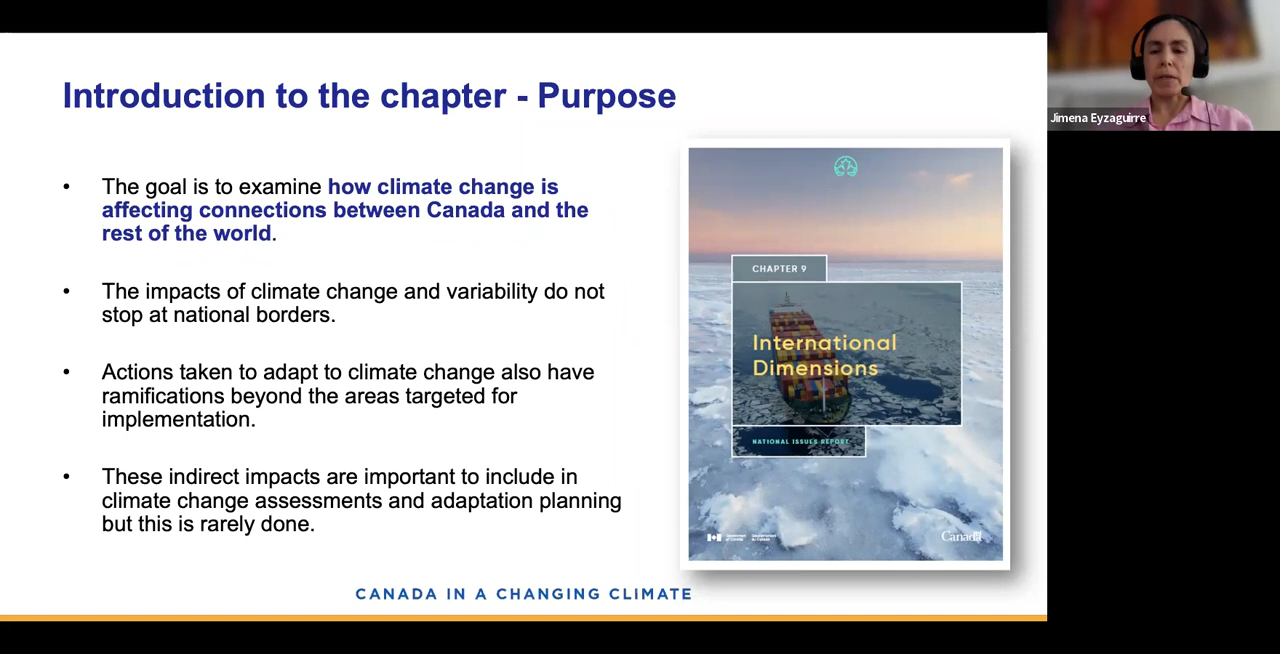 Introduction to the chapter - Purpose
• The goal is to examine how climate change is
affecting connections between Canada and the
rest of the world.
• The impacts of climate change and variability do not
stop at national borders.
• Actions taken to adapt to climate change also have
ramifications beyond the areas targeted for
implementation.
• These indirect impacts are important to include in
climate change assessments and adaptation planning
but this is rarely done.
CHAPTER 9
International
Dimensions
NATIONAL ISSUES REPORT
Canada
CANADA IN A CHANGING CLIMATE
Jimena Eyzaguirre